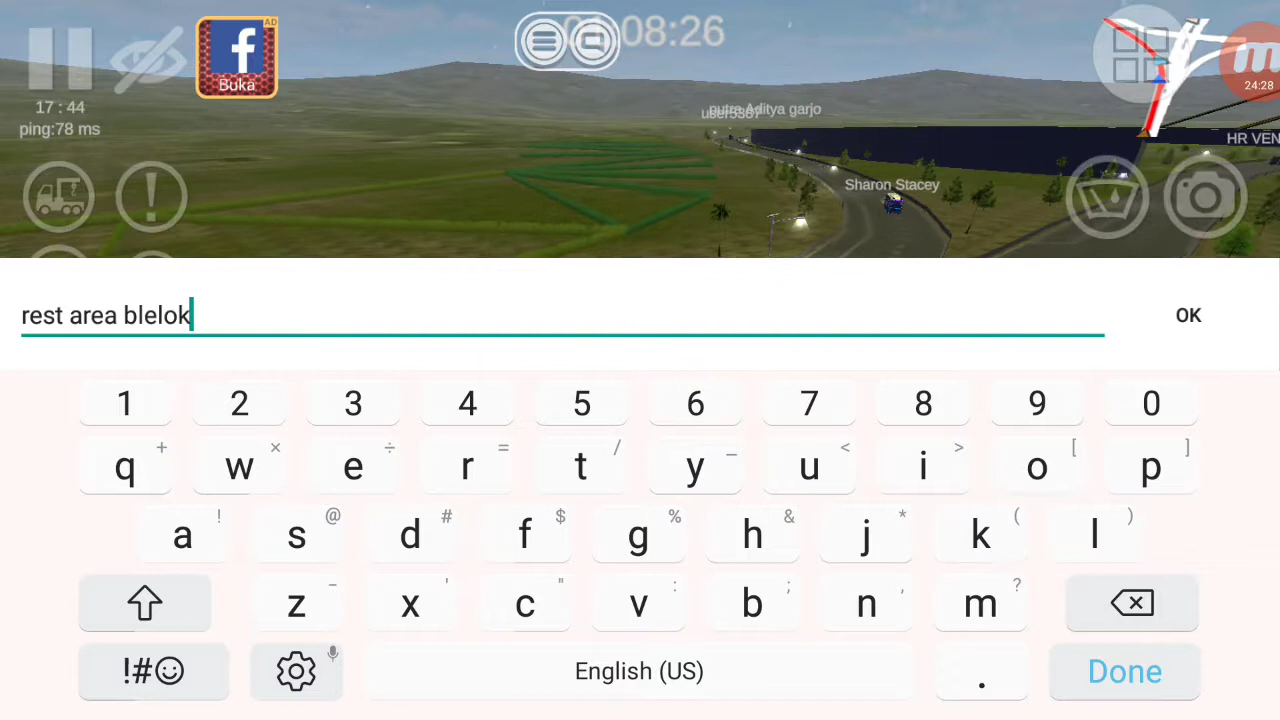 08:26
AD
Buka
17 : 44
ping:78 ms
24:28
putra Aditya garjo
HR VEN
Sharon Stacey
rest area blelok
OK
1 2 3 4 5 6 7 8 9 0
q + w × e ÷ r = t / y _ u < i > o [ p ]
a ! s @ d # f $ g % h & j * k ( l )
z - x ' c " v : b ; n , m ?
!#☺ English (US) . Done